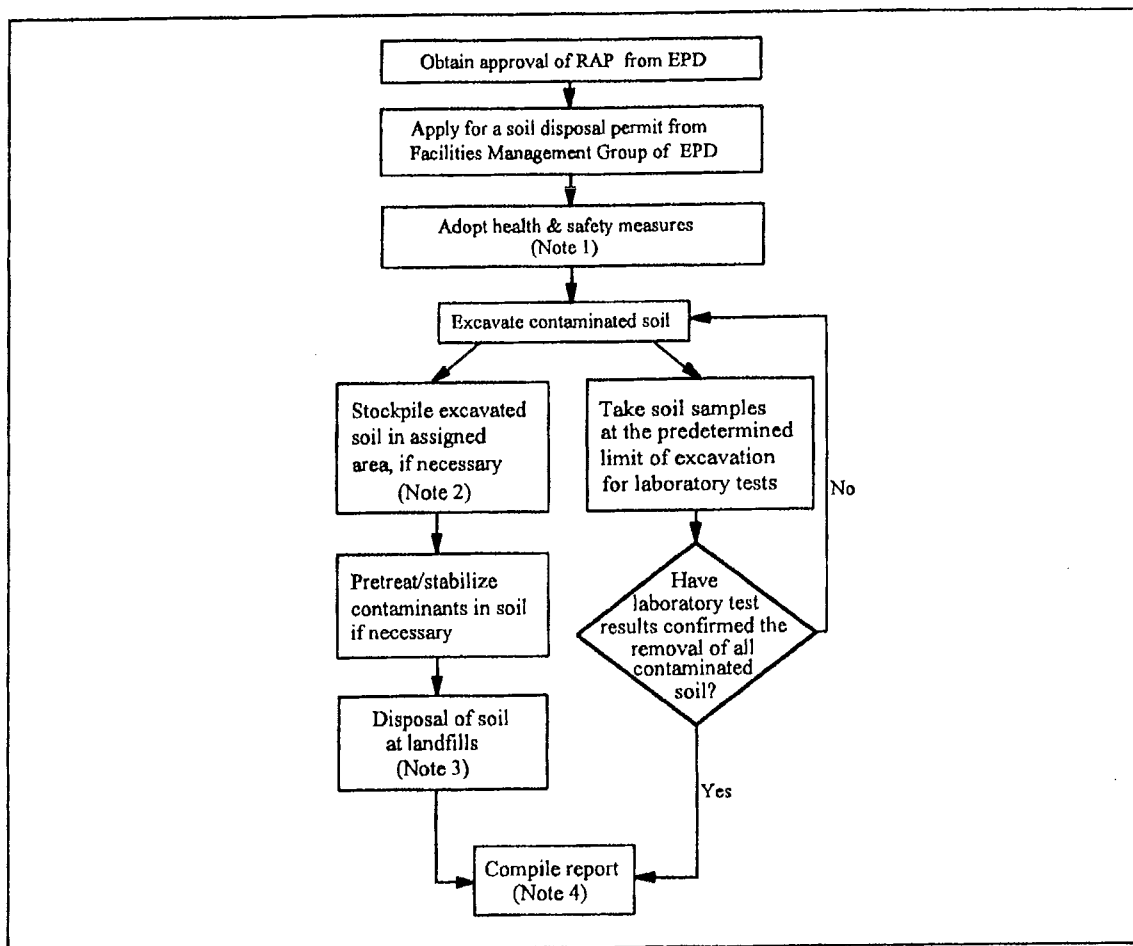 Obtain approval of RAP from EPD
Apply for a soil disposal permit from
Facilities Management Group of EPD
Adopt health & safety measures
(Note 1)
Excavate contaminated soil
Stockpile excavated
soil in assigned
area, if necessary
(Note 2)
Take soil samples
at the predetermined
limit of excavation
for laboratory tests
No
Pretreat/stabilize
contaminants in soil
if necessary
Have
laboratory test
results confirmed the
removal of all
contaminated
soil?
Disposal of soil
at landfills
(Note 3)
Yes
Compile report
(Note 4)